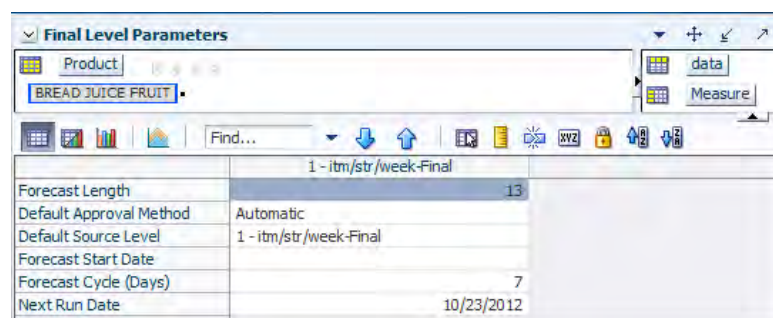 Final Level Parameters
Product
BREAD JUICE FRUIT
data
Measure
Find...
XYZ
1 - itm/str/week-Final
Forecast Length 13
Default Approval Method Automatic
Default Source Level 1 - itm/str/week-Final
Forecast Start Date
Forecast Cycle (Days) 7
Next Run Date 10/23/2012